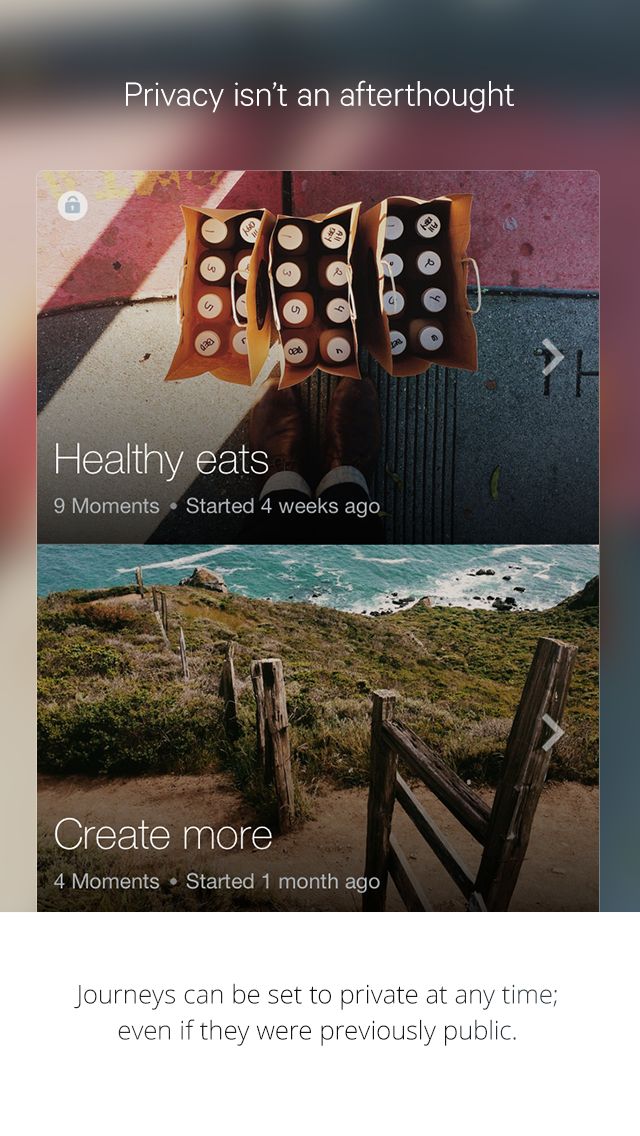 Privacy isn't an afterthought
Healthy eats
9 Moments • Started 4 weeks ago
Create more
4 Moments • Started 1 month ago
Journeys can be set to private at any time;
even if they were previously public.